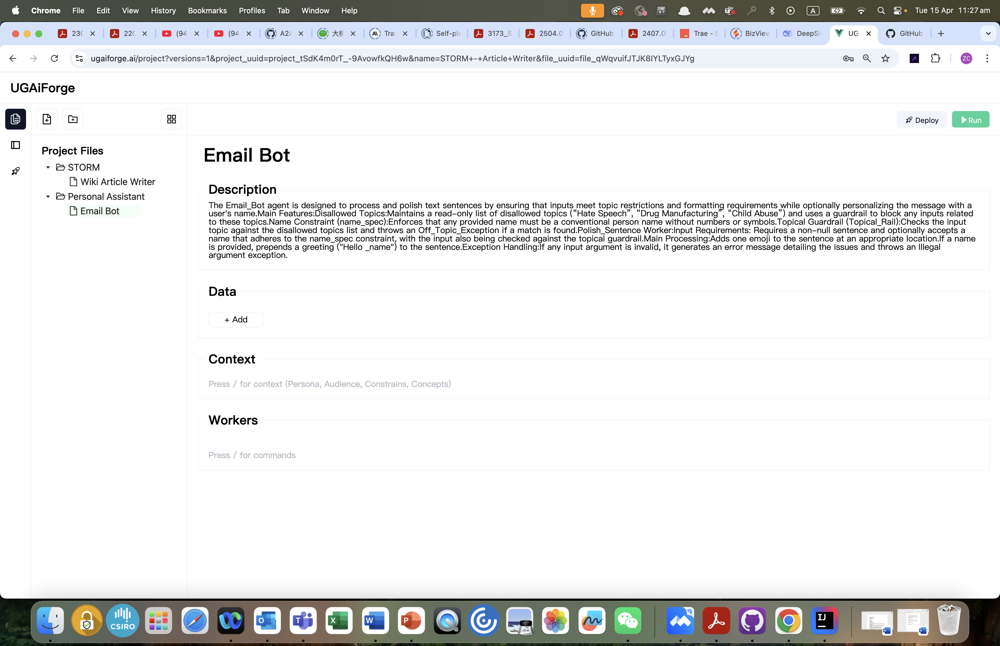 Chrome File Edit View History Bookmarks Profiles Tab Window Help IM &T A Tue 15 Apr 11:27 am
(94 (94 A2A Self-pla 3173_S 2504.0 GitHub Trae - S BizView UG GitHub
ugaiforge.ai/project?versions=1&project_uuid=project_tSdK4m0rT_-9AvowfkQH6w&name=STORM+-+Article+Writer&file_uuid=file_qWqvuifJTJK8IYLTyxGJYg ZC
UGAiForge
Deploy Run
Project Files
STORM
Wiki Article Writer
Personal Assistant
Email Bot
Email Bot
Description
The Email_Bot agent is designed to process and polish text sentences by ensuring that inputs meet topic restrictions and formatting requirements while optionally personalizing the message with a
user's name.Main Features:Disallowed Topics:Maintains a read-only list of disallowed topics (“Hate Speech”, “Drug Manufacturing”, “Child Abuse”) and uses a guardrail to block any inputs related
to these topics.Name Constraint (name_spec):Enforces that any provided name must be a conventional person name without numbers or symbols.Topical Guardrail (Topical_Rail):Checks the input
topic against the disallowed topics list and throws an Off_Topic_Exception if a match is found.Polish_Sentence Worker:Input Requirements: Requires a non-null sentence and optionally accepts a
name that adheres to the name_spec constraint, with the input also being checked against the topical guardrail.Main Processing:Adds one emoji to the sentence at an appropriate location.If a name
is provided, prepends a greeting ("Hello _name") to the sentence.Exception Handling:If any input argument is invalid, it generates an error message detailing the issues and throws an Illegal
argument exception.
Data
+ Add
Context
Press / for context (Persona, Audience, Constrains, Concepts)
Workers
Press / for commands
CSIRO